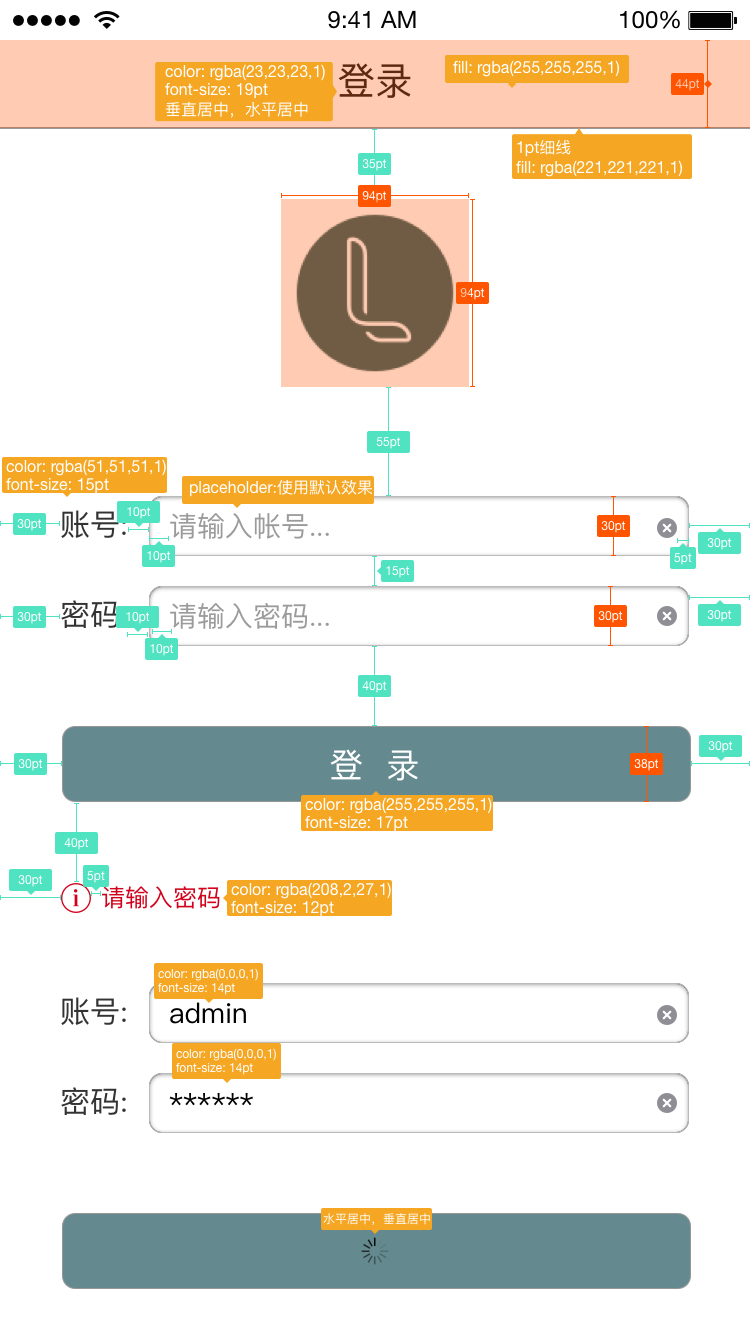 9:41 AM
100%
color: rgba(23,23,23,1)
font-size: 19pt
垂直居中，水平居中
登录
fill: rgba(255,255,255,1)
44pt
1pt细线
fill: rgba(221,221,221,1)
35pt
94pt
94pt
55pt
color: rgba(51,51,51,1)
font-size: 15pt
placeholder:使用默认效果
30pt
账号:
10pt
请输入帐号...
30pt
30pt
10pt
5pt
15pt
30pt
密码
10pt
请输入密码...
30pt
30pt
10pt
40pt
30pt
登 录
38pt
30pt
color: rgba(255,255,255,1)
font-size: 17pt
40pt
30pt
5pt
i
请输入密码
color: rgba(208,2,27,1)
font-size: 12pt
color: rgba(0,0,0,1)
font-size: 14pt
账号:
admin
color: rgba(0,0,0,1)
font-size: 14pt
密码:
******
水平居中，垂直居中